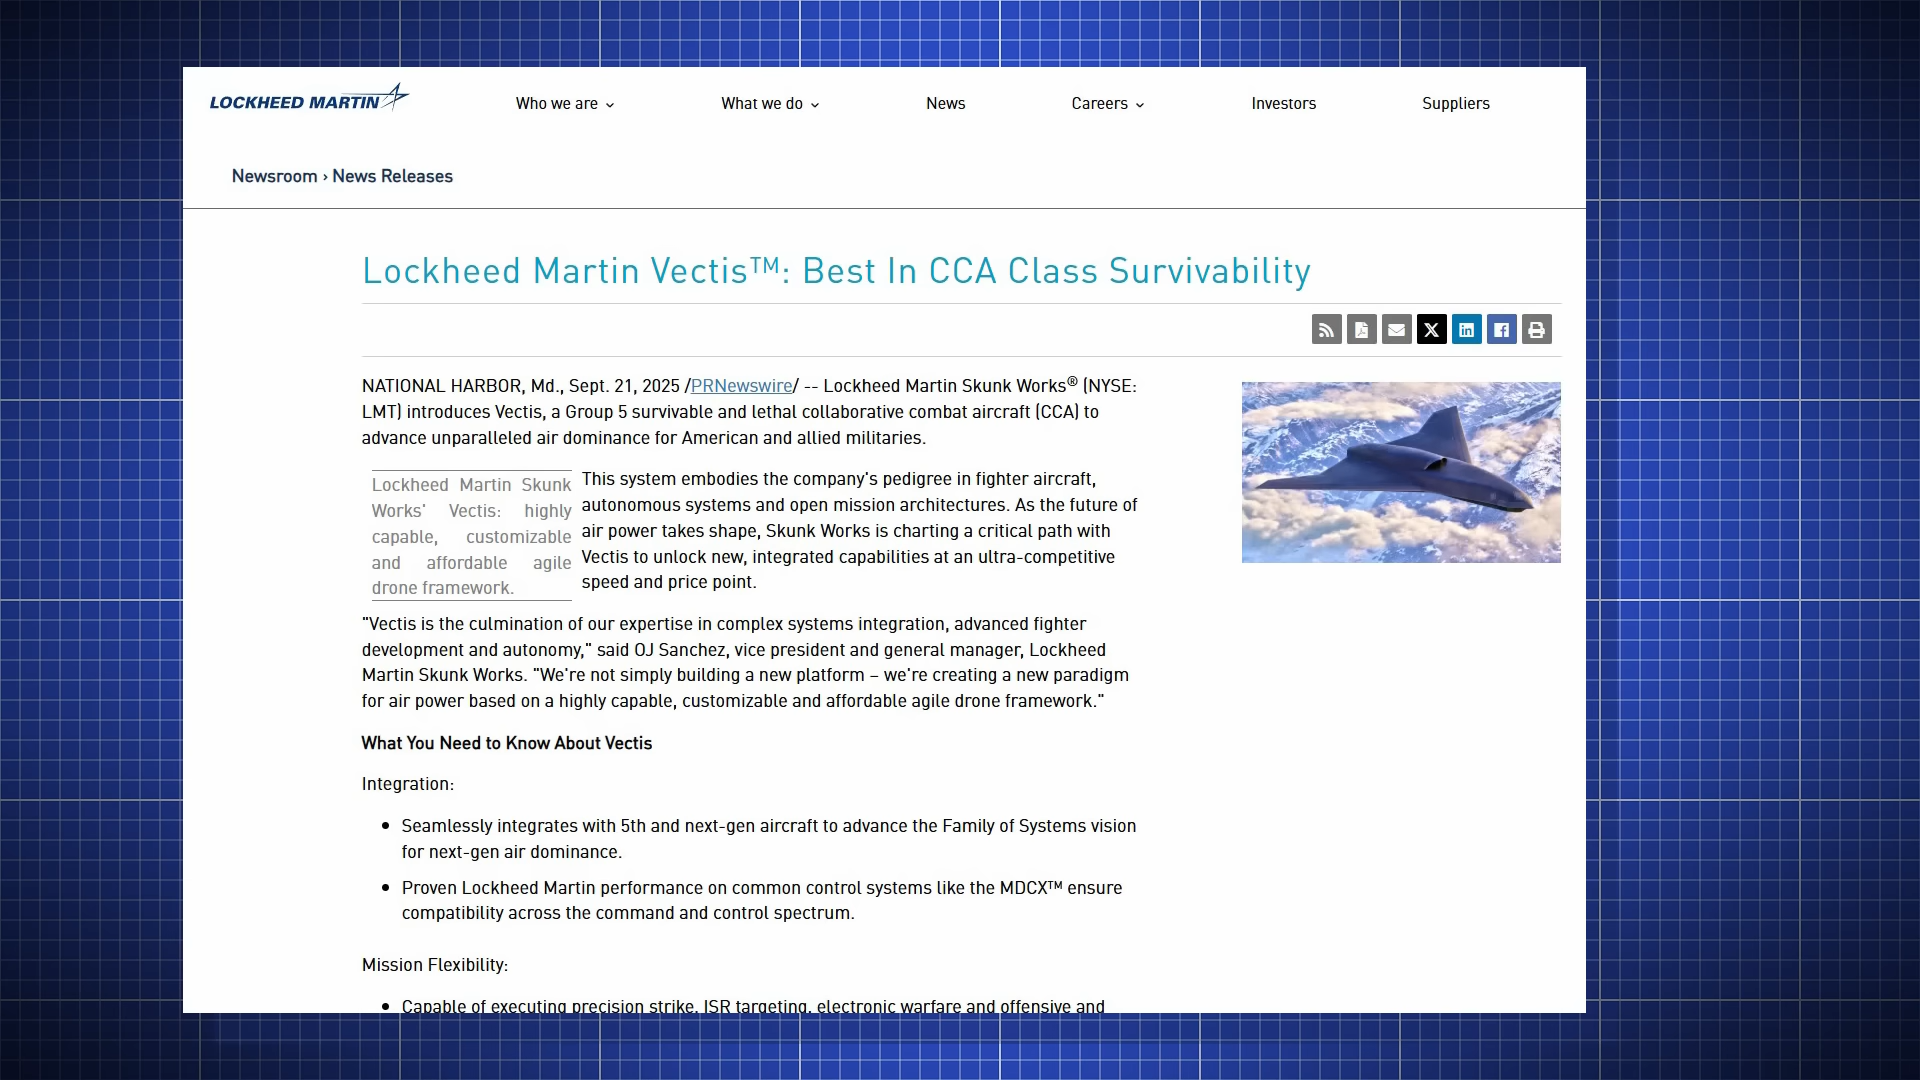 LOCKHEED MARTIN
Who we are
What we do
News
Careers
Investors
Suppliers
Newsroom › News Releases
Lockheed Martin Vectis™: Best In CCA Class Survivability
NATIONAL HARBOR, Md., Sept. 21, 2025 /PRNewswire/ -- Lockheed Martin Skunk Works® (NYSE:
LMT) introduces Vectis, a Group 5 survivable and lethal collaborative combat aircraft (CCA) to
advance unparalleled air dominance for American and allied militaries.
Lockheed Martin Skunk
Works' Vectis: highly
capable, customizable
and affordable agile
drone framework.
This system embodies the company's pedigree in fighter aircraft,
autonomous systems and open mission architectures. As the future of
air power takes shape, Skunk Works is charting a critical path with
Vectis to unlock new, integrated capabilities at an ultra-competitive
speed and price point.
"Vectis is the culmination of our expertise in complex systems integration, advanced fighter
development and autonomy," said OJ Sanchez, vice president and general manager, Lockheed
Martin Skunk Works. "We're not simply building a new platform – we're creating a new paradigm
for air power based on a highly capable, customizable and affordable agile drone framework."
What You Need to Know About Vectis
Integration:
• Seamlessly integrates with 5th and next-gen aircraft to advance the Family of Systems vision
for next-gen air dominance.
• Proven Lockheed Martin performance on common control systems like the MDCX™ ensure
compatibility across the command and control spectrum.
Mission Flexibility:
• Capable of executing precision strike, ISR targeting, electronic warfare and offensive and